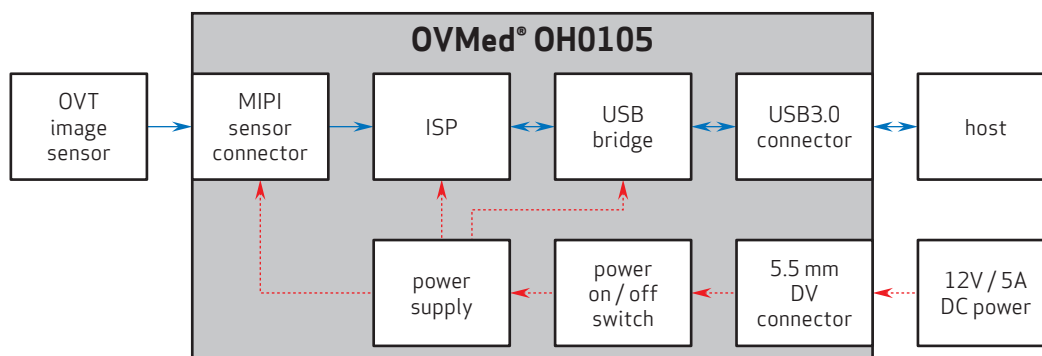 OVMed® OH0105
OVT
image
sensor
MIPI
sensor
connector
ISP
USB
bridge
USB3.0
connector
host
power
supply
power
on / off
switch
5.5 mm
DV
connector
12V / 5A
DC power